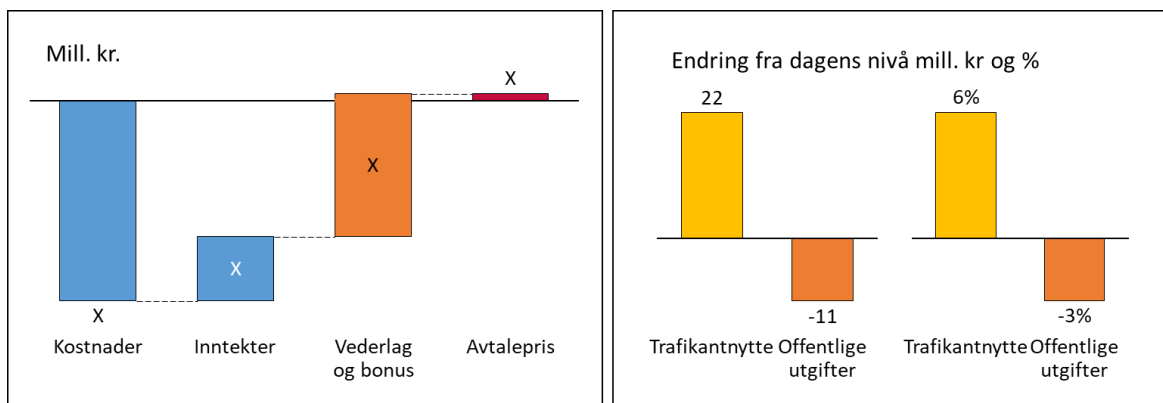 Mill. kr.
X
X
X
X
Kostnader
Inntekter
Vederlag
og bonus
Avtalepris
Endring fra dagens nivå mill. kr og %
22
-11
Trafikantnytte
Offentlige
utgifter
6%
-3%
Trafikantnytte
Offentlige
utgifter